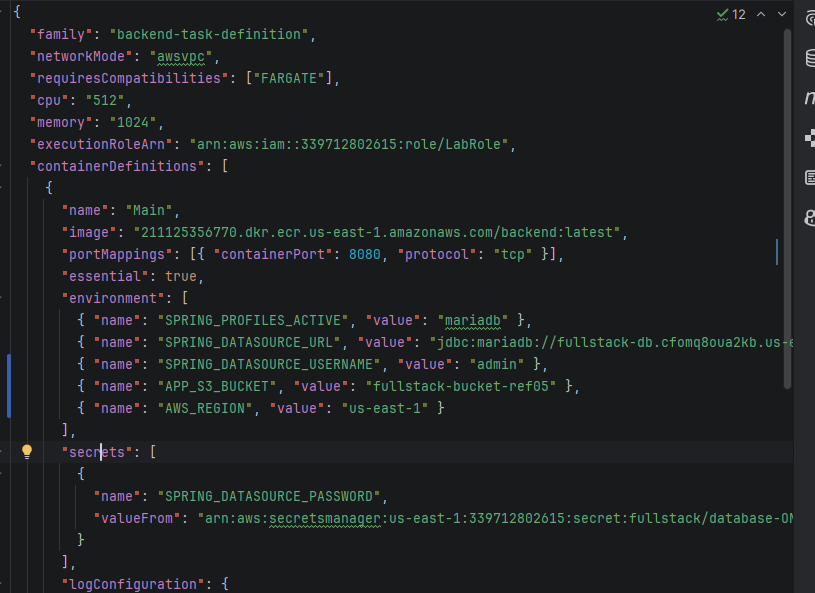 {
12
"family": "backend-task-definition",
"networkMode": "awsvpc",
"requiresCompatibilities": ["FARGATE"],
"cpu": "512",
"memory": "1024",
"executionRoleArn": "arn:aws:iam::339712802615:role/LabRole",
"containerDefinitions": [
{
"name": "Main",
"image": "211125356770.dkr.ecr.us-east-1.amazonaws.com/backend:latest",
"portMappings": [{ "containerPort": 8080, "protocol": "tcp" }],
"essential": true,
"environment": [
{ "name": "SPRING_PROFILES_ACTIVE", "value": "mariadb" },
{ "name": "SPRING_DATASOURCE_URL", "value": "jdbc:mariadb://fullstack-db.cfomq8oua2kb.us-e
{ "name": "SPRING_DATASOURCE_USERNAME", "value": "admin" },
{ "name": "APP_S3_BUCKET", "value": "fullstack-bucket-ref05" },
{ "name": "AWS_REGION", "value": "us-east-1" }
],
"secrets": [
{
"name": "SPRING_DATASOURCE_PASSWORD",
"valueFrom": "arn:aws:secretsmanager:us-east-1:339712802615:secret:fullstack/database-ON
}
],
"logConfiguration": {